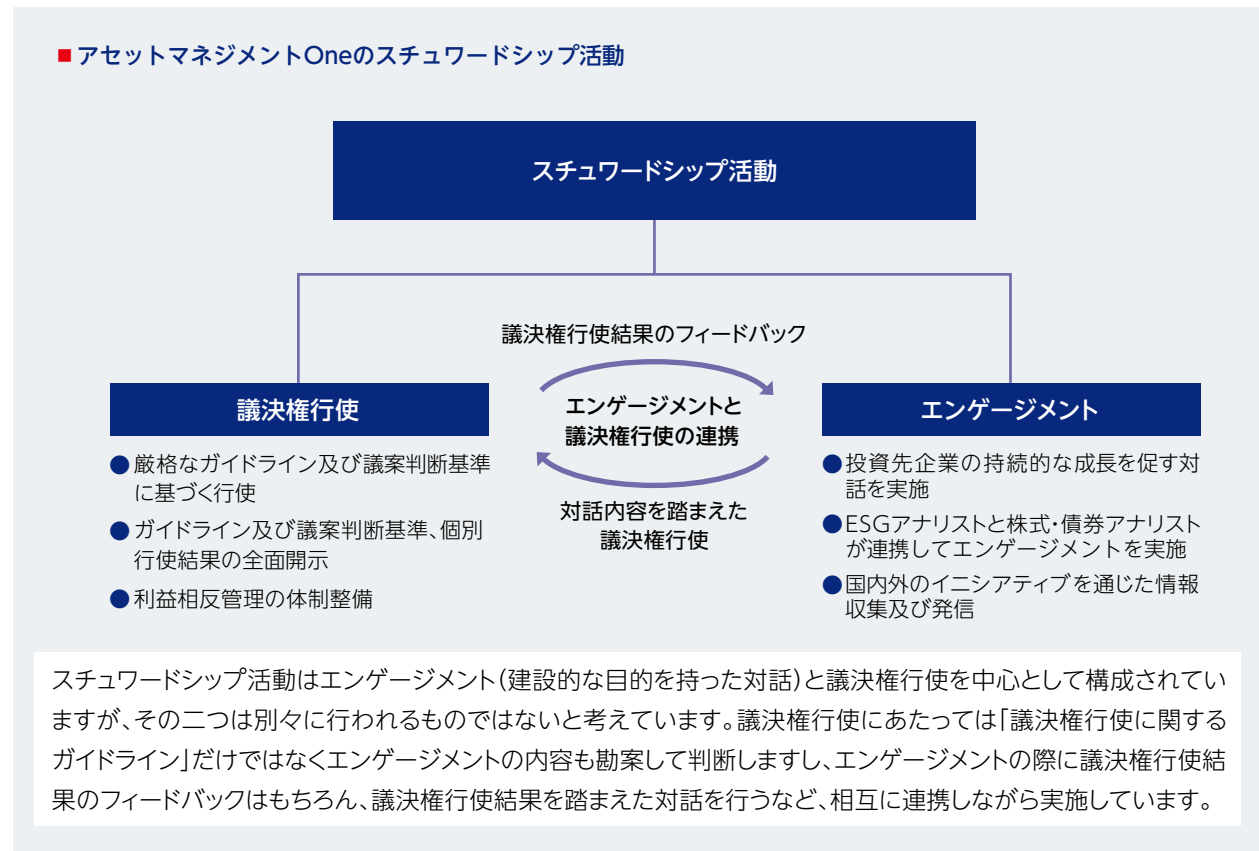 ■アセットマネジメントOneのスチュワードシップ活動
スチュワードシップ活動
議決権行使結果のフィードバック
議決権行使
●厳格なガイドライン及び議案判断基準
に基づく行使
●ガイドライン及び議案判断基準、個別
行使結果の全面開示
●利益相反管理の体制整備
エンゲージメントと
議決権行使の連携
対話内容を踏まえた
議決権行使
エンゲージメント
●投資先企業の持続的な成長を促す対
話を実施
●ESGアナリストと株式・債券アナリスト
が連携してエンゲージメントを実施
●国内外のイニシアティブを通じた情報
収集及び発信
スチュワードシップ活動はエンゲージメント(建設的な目的を持った対話)と議決権行使を中心として構成されてい
ますが、その二つは別々に行われるものではないと考えています。議決権行使にあたっては「議決権行使に関する
ガイドライン」だけではなくエンゲージメントの内容も勘案して判断しますし、エンゲージメントの際に議決権行使結
果のフィードバックはもちろん、議決権行使結果を踏まえた対話を行うなど、相互に連携しながら実施しています。